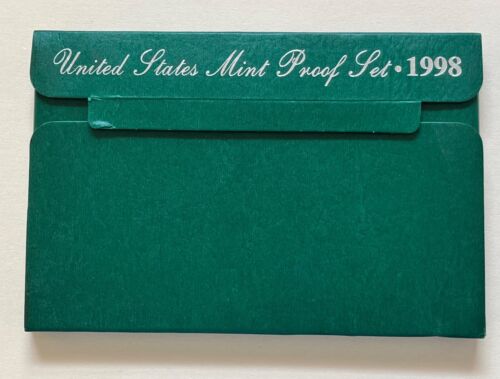 United States Mint Proof Set • 1998